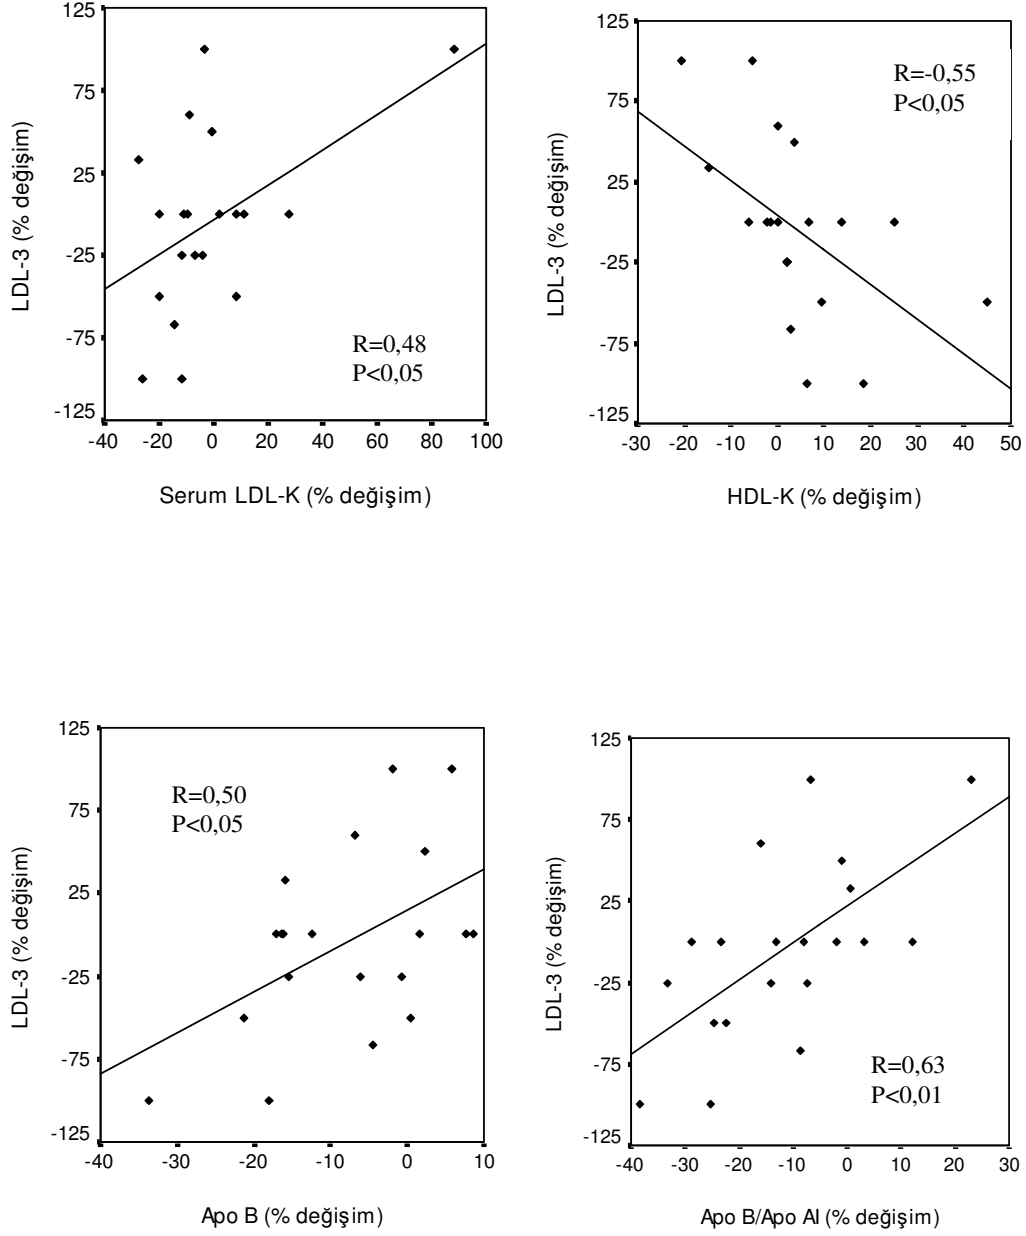 125
75
25
-25
-75
-125
LDL-3 (% değişim)
R=0,48
P<0,05
-40 -20 0 20 40 60 80 100
Serum LDL-K (% değişim)
125
75
25
-25
-75
-125
LDL-3 (% değişim)
R=-0,55
P<0,05
-30 -20 -10 0 10 20 30 40 50
HDL-K (% değişim)
125
75
25
-25
-75
-125
LDL-3 (% değişim)
R=0,50
P<0,05
-40 -30 -20 -10 0 10
Apo B (% değişim)
125
75
25
-25
-75
-125
LDL-3 (% değişim)
R=0,63
P<0,01
-40 -30 -20 -10 0 10 20 30
Apo B/Apo AI (% değişim)